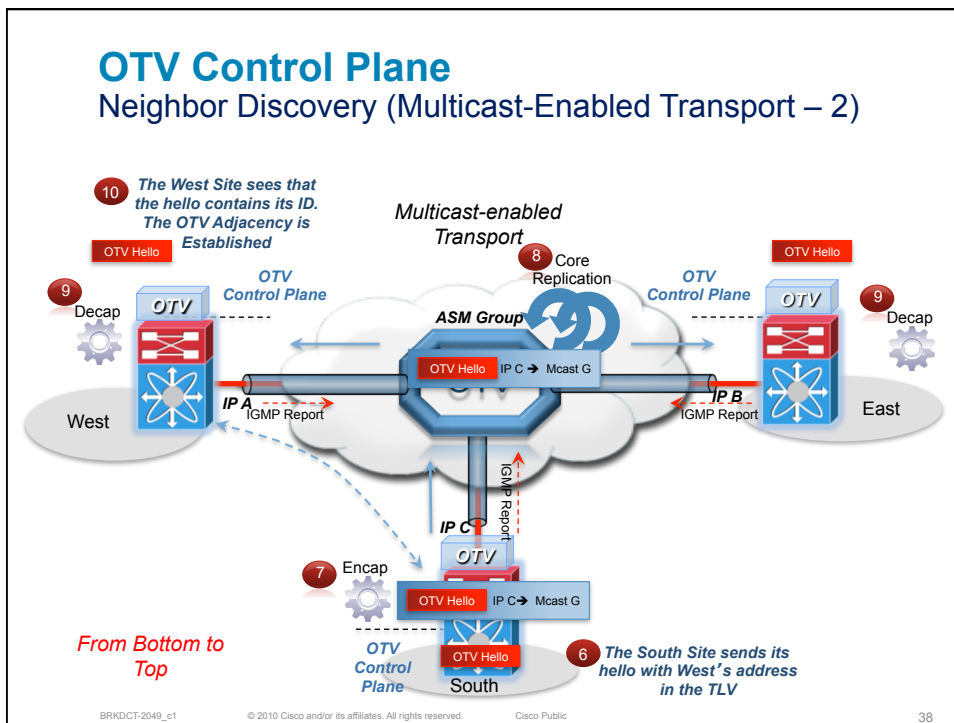 OTV Control Plane
Neighbor Discovery (Multicast-Enabled Transport – 2)
10
The West Site sees that
the hello contains its ID.
The OTV Adjacency is
Established
Multicast-enabled
Transport
OTV Hello
OTV Hello
8
Core
Replication
OTV
Control Plane
OTV
Control Plane
9
Decap
OTV
OTV
9
Decap
ASM Group
OTV Hello
IP C ➔ Mcast G
OTV
West
IP A
IGMP Report
IP B
IGMP Report
East
IGMP Report
IP C
OTV
7
Encap
OTV Hello
IP C➔ Mcast G
From Bottom to
Top
OTV
Control
Plane
OTV Hello
South
6
The South Site sends its
hello with West's address
in the TLV
BRKDCT-2049_c1
© 2010 Cisco and/or its affiliates. All rights reserved.
Cisco Public
38